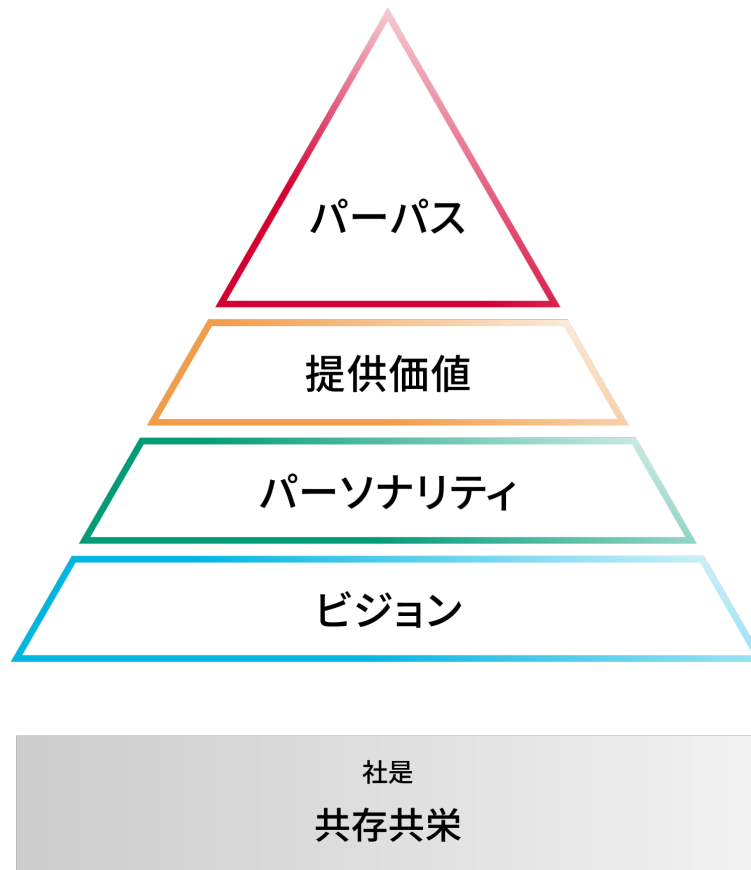 パーパス
提供価値
パーソナリティ
ビジョン
社是
共存共栄